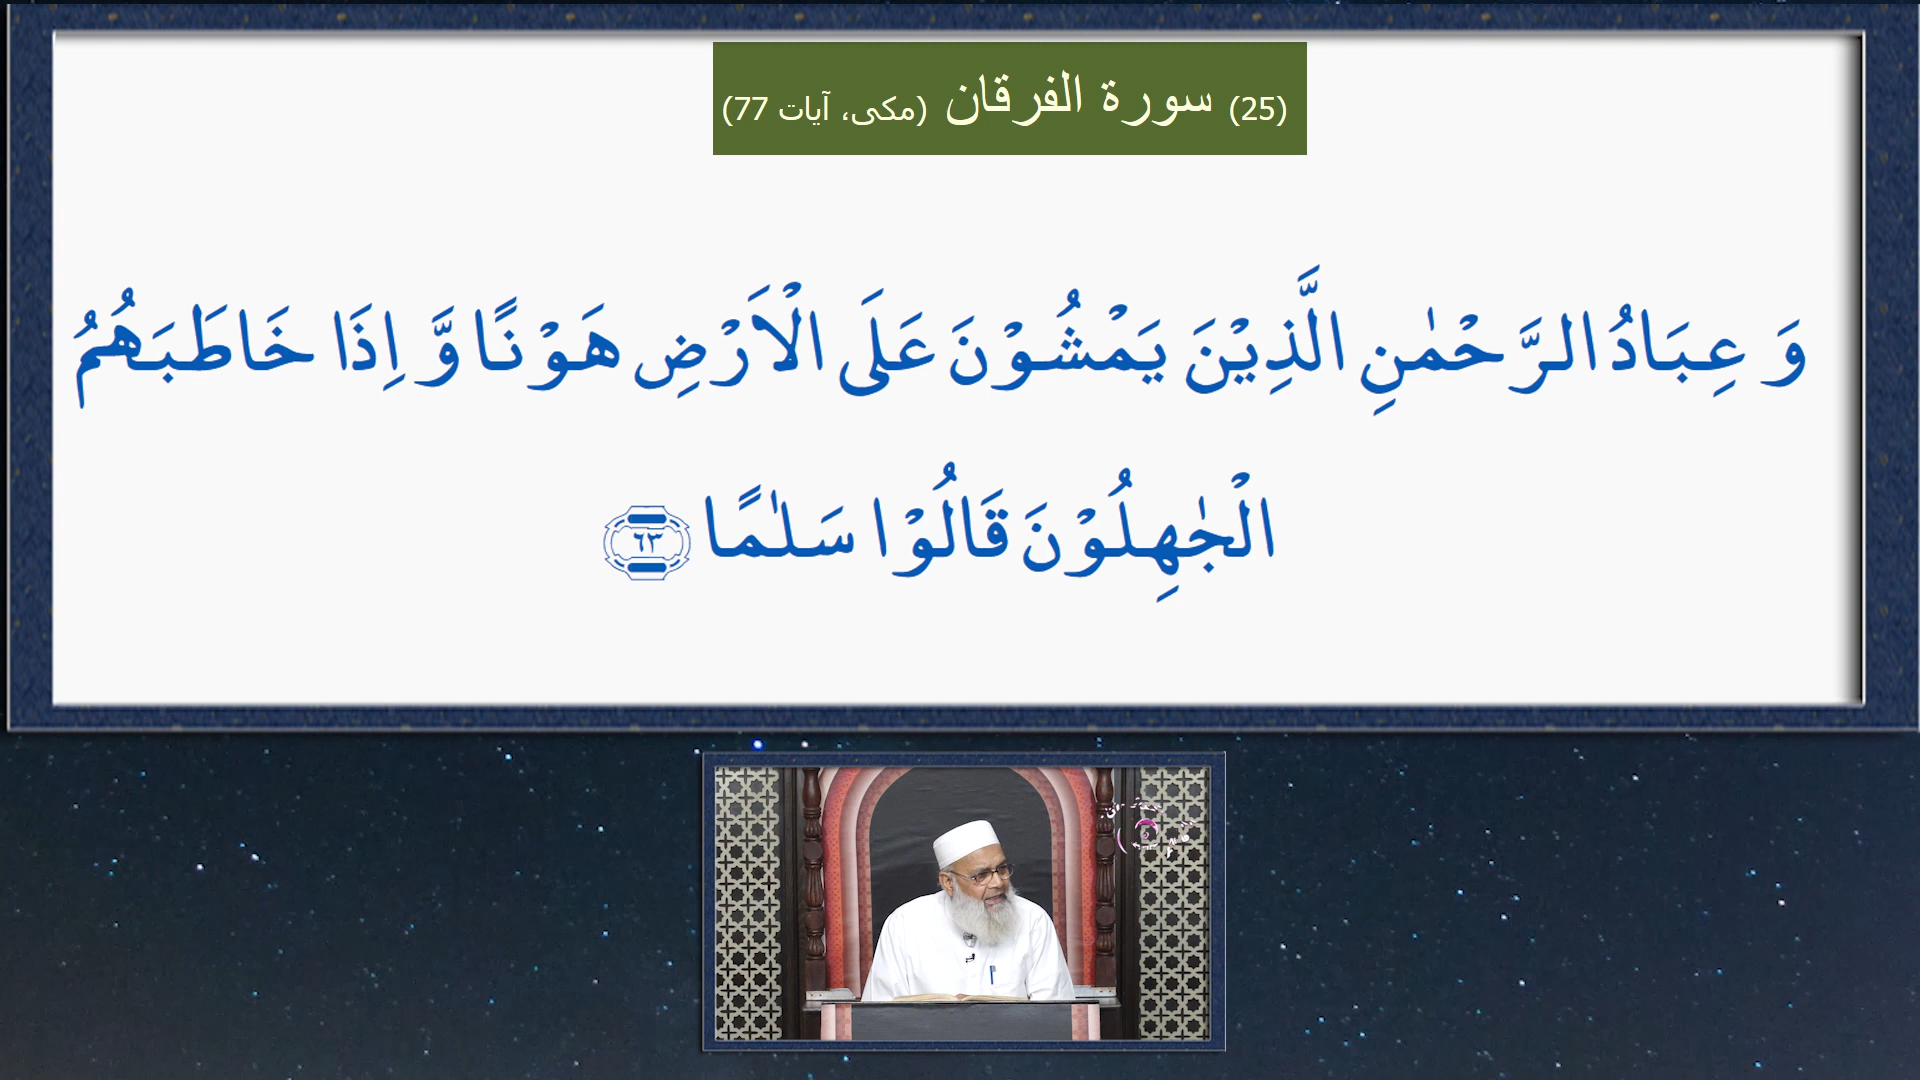 (25) سورة الفرقان (مکی، آیات 77)
وَ عِبَادُ الرَّحْمٰنِ الَّذِيْنَ يَمْشُوْنَ عَلَى الْاَرْضِ هَوْنًا وَّ اِذَا خَاطَبَهُمُ
الْجٰهِلُوْنَ قَالُوْا سَلٰمًا ۝٦٣